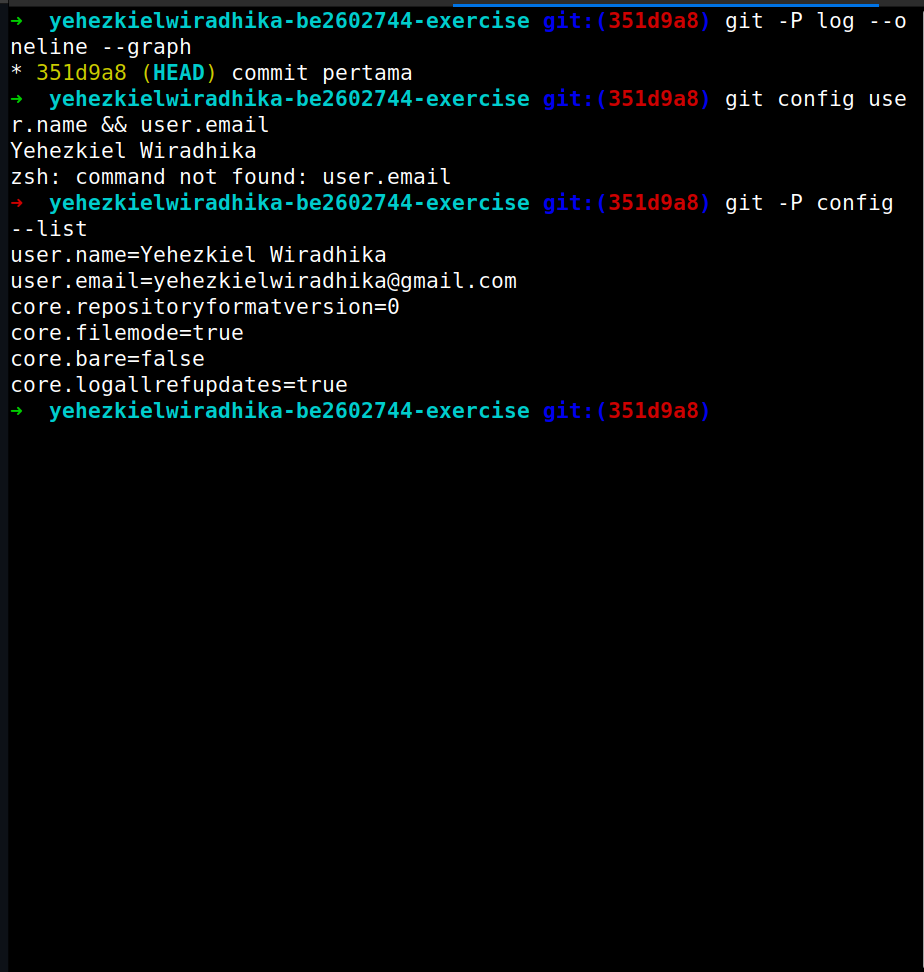 ➜  yehezkielwiradhika-be2602744-exercise git:(351d9a8) git -P log --o
neline --graph
* 351d9a8 (HEAD) commit pertama
➜  yehezkielwiradhika-be2602744-exercise git:(351d9a8) git config use
r.name && user.email
Yehezkiel Wiradhika
zsh: command not found: user.email
➜  yehezkielwiradhika-be2602744-exercise git:(351d9a8) git -P config
--list
user.name=Yehezkiel Wiradhika
user.email=yehezkielwiradhika@gmail.com
core.repositoryformatversion=0
core.filemode=true
core.bare=false
core.logallrefupdates=true
➜  yehezkielwiradhika-be2602744-exercise git:(351d9a8)